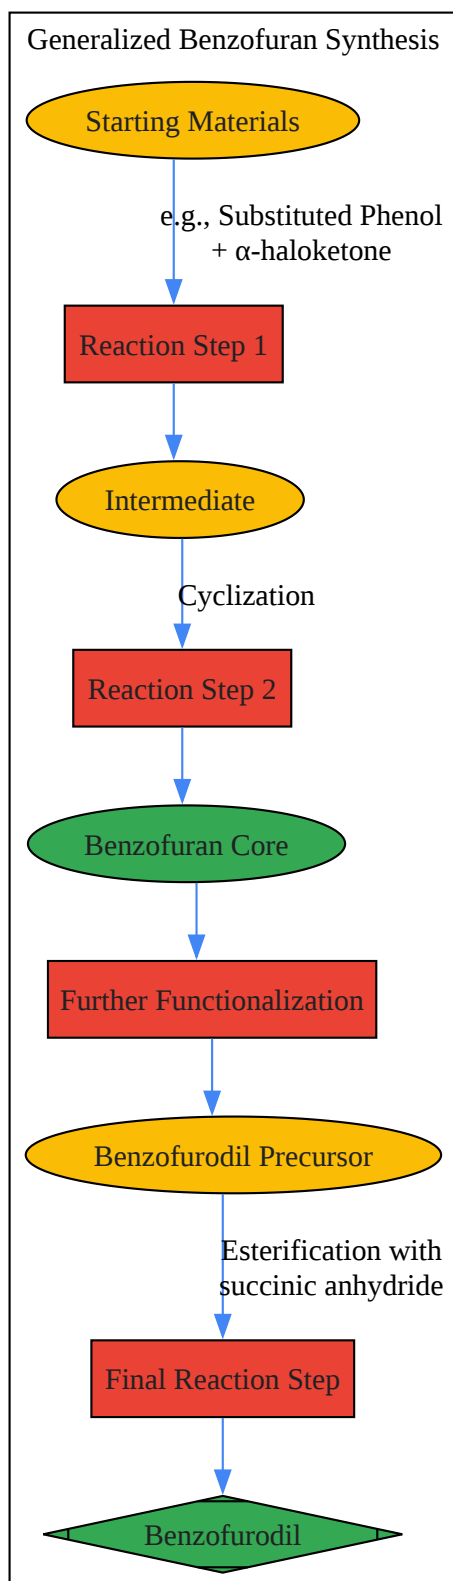 Generalized Benzofuran Synthesis
Starting Materials
e.g., Substituted Phenol
+ α-haloketone
Reaction Step 1
Intermediate
Cyclization
Reaction Step 2
Benzofuran Core
Further Functionalization
Benzofurodil Precursor
Esterification with
succinic anhydride
Final Reaction Step
Benzofurodil